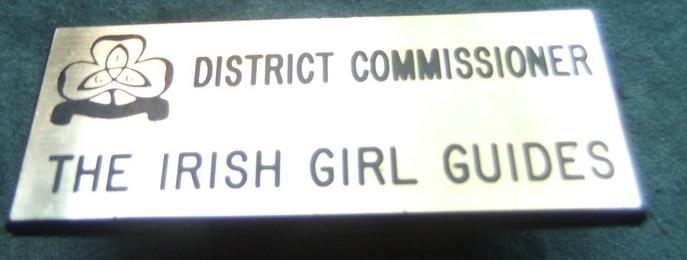 I
G G
DISTRICT COMMISSIONER
THE IRISH GIRL GUIDES